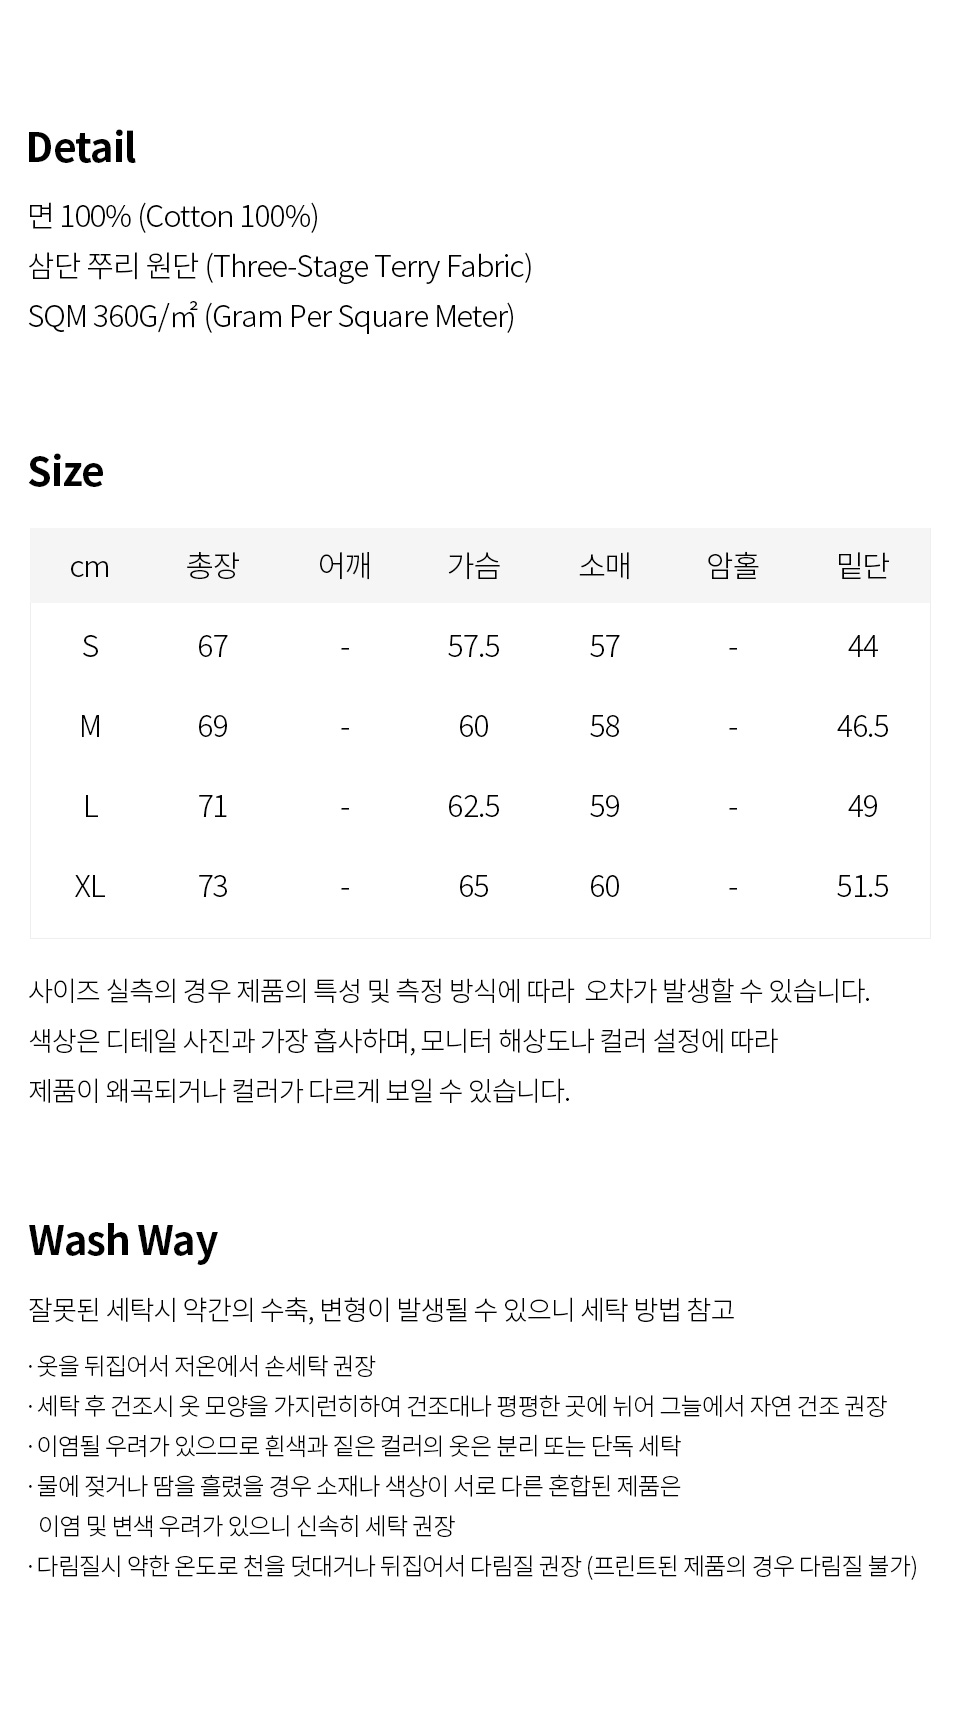 Detail
면 100% (Cotton 100%)
삼단 쭈리 원단 (Three-Stage Terry Fabric)
SQM 360G/㎡ (Gram Per Square Meter)
Size
cm 총장 어깨 가슴 소매 암홀 밑단
S 67 - 57.5 57 - 44
M 69 - 60 58 - 46.5
L 71 - 62.5 59 - 49
XL 73 - 65 60 - 51.5
사이즈 실측의 경우 제품의 특성 및 측정 방식에 따라 오차가 발생할 수 있습니다.
색상은 디테일 사진과 가장 흡사하며, 모니터 해상도나 컬러 설정에 따라
제품이 왜곡되거나 컬러가 다르게 보일 수 있습니다.
Wash Way
잘못된 세탁시 약간의 수축, 변형이 발생될 수 있으니 세탁 방법 참고
· 옷을 뒤집어서 저온에서 손세탁 권장
· 세탁 후 건조시 옷 모양을 가지런히하여 건조대나 평평한 곳에 뉘어 그늘에서 자연 건조 권장
· 이염될 우려가 있으므로 흰색과 짙은 컬러의 옷은 분리 또는 단독 세탁
· 물에 젖거나 땀을 흘렸을 경우 소재나 색상이 서로 다른 혼합된 제품은
이염 및 변색 우려가 있으니 신속히 세탁 권장
· 다림질시 약한 온도로 천을 덧대거나 뒤집어서 다림질 권장 (프린트된 제품의 경우 다림질 불가)